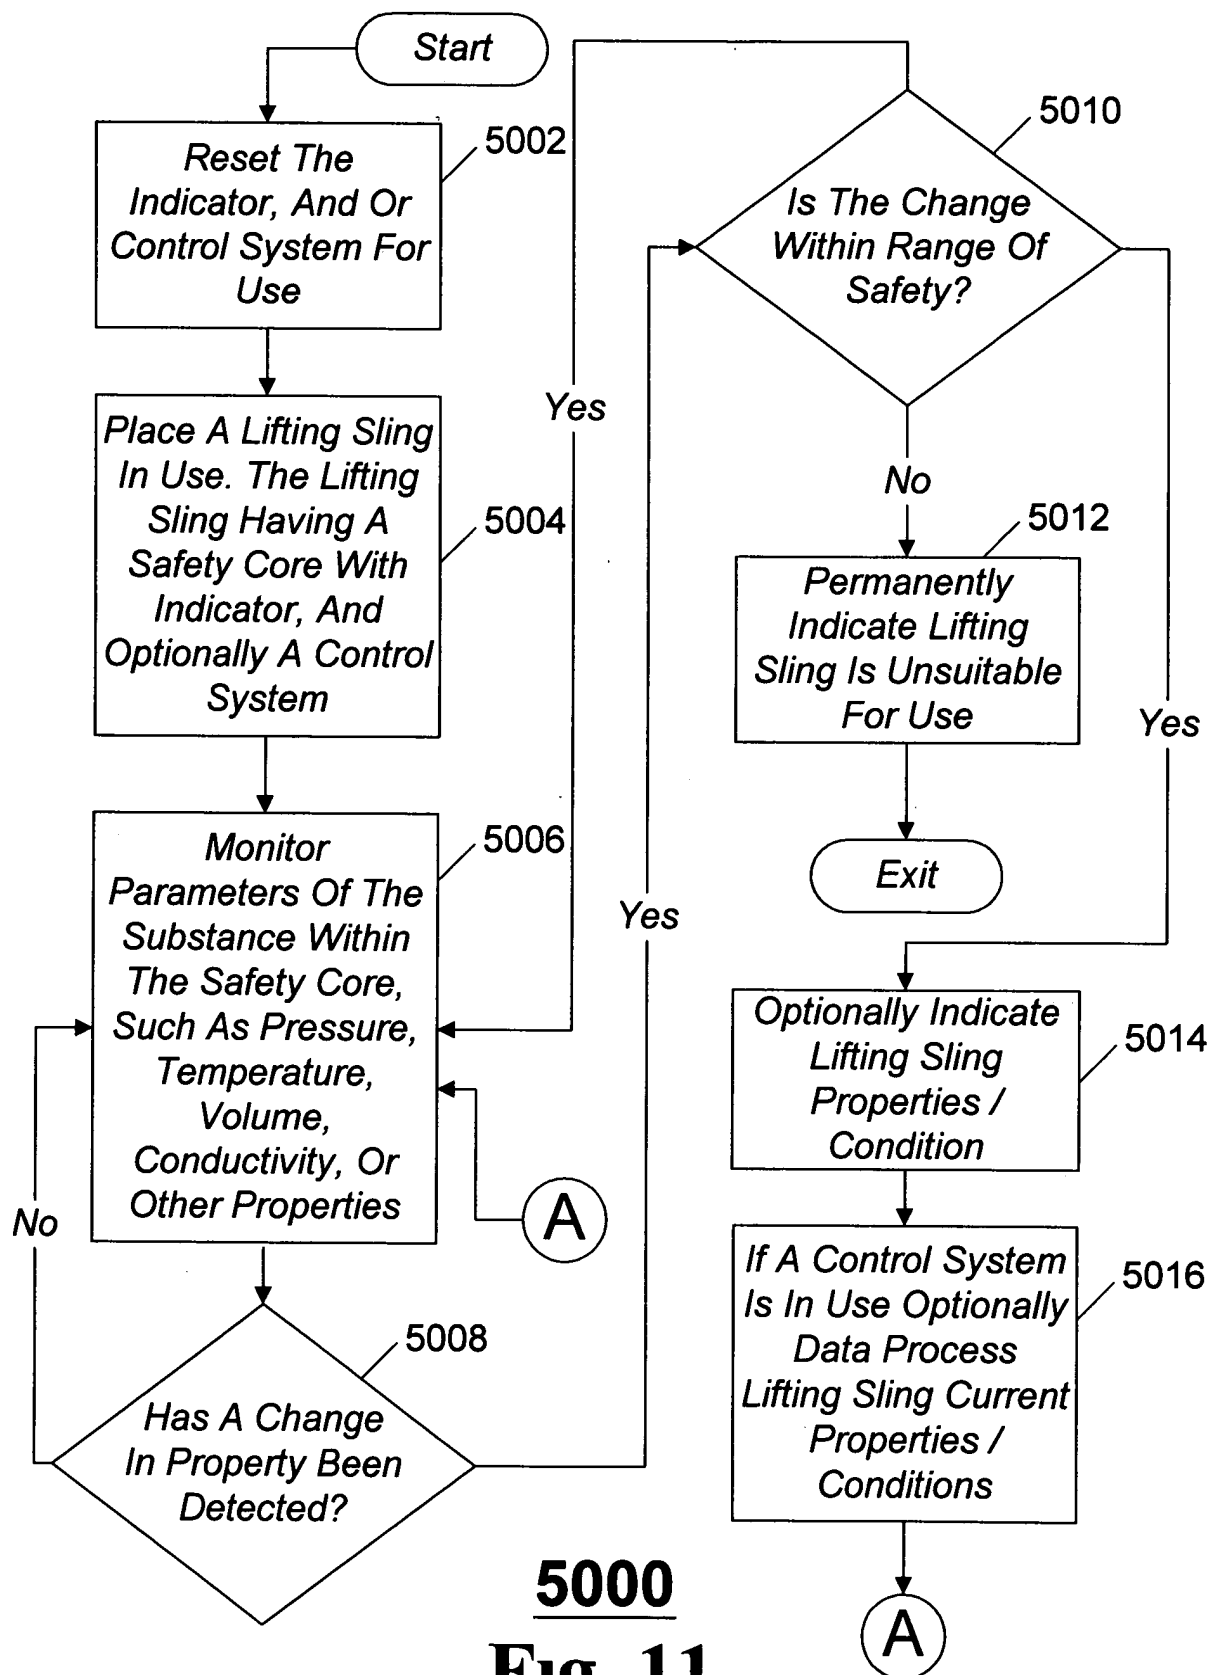 Start
5002
Reset The
Indicator, And Or
Control System For
Use
Place A Lifting Sling
In Use. The Lifting
Sling Having A
Safety Core With
Indicator, And
Optionally A Control
System
5004
Monitor
Parameters Of The
Substance Within
The Safety Core,
Such As Pressure,
Temperature,
Volume,
Conductivity, Or
Other Properties
5006
A
No
5008
Has A Change
In Property Been
Detected?
Yes
Yes
5010
Is The Change
Within Range Of
Safety?
No
5012
Permanently
Indicate Lifting
Sling Is Unsuitable
For Use
Exit
Yes
Optionally Indicate
Lifting Sling
Properties /
Condition
5014
If A Control System
Is In Use Optionally
Data Process
Lifting Sling Current
Properties /
Conditions
5016
A
5000
Fig. 11